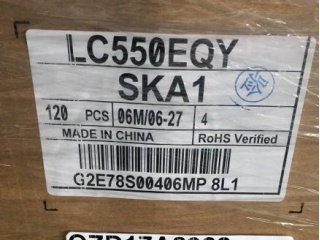 LC550EQY
SKA1
120 PCS 06M/06-27 4
MADE IN CHINA RoHS Verified
G2E78S00406MP 8L1